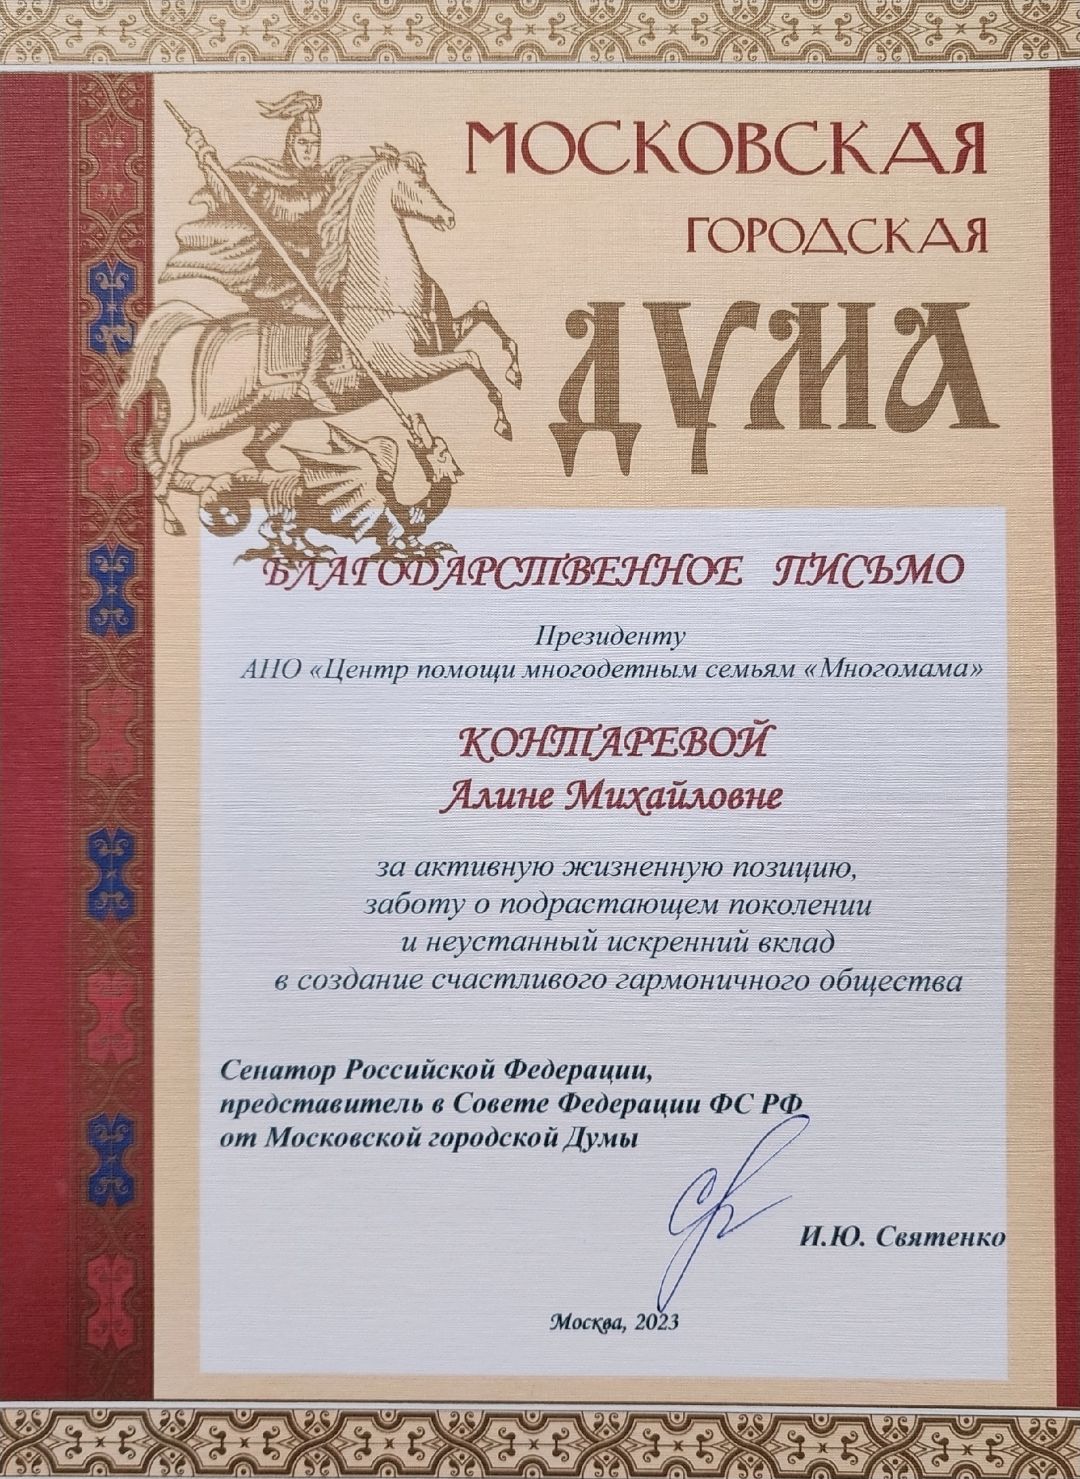 МОСКОВСКАЯ
ГОРОДСКАЯ
ДУМА
БЛАГОДАРСТВЕННОЕ ПИСЬМО
Президенту
АНО «Центр помощи многодетным семьям «Многомама»
КОНТАРЕВОЙ
Алине Михайловне
за активную жизненную позицию,
заботу о подрастающем поколении
и неустанный искренний вклад
в создание счастливого гармоничного общества
Сенатор Российской Федерации,
представитель в Совете Федерации ФС РФ
от Московской городской Думы
И.Ю. Святенко
Москва, 2023